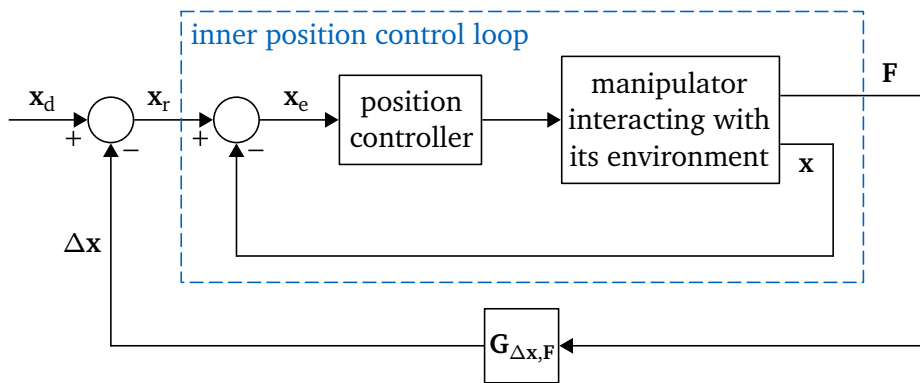 inner position control loop
x_d
x_r
x_e
position
controller
manipulator
interacting with
its environment
F
x
+
−
+
−
Δx
G_Δx,F